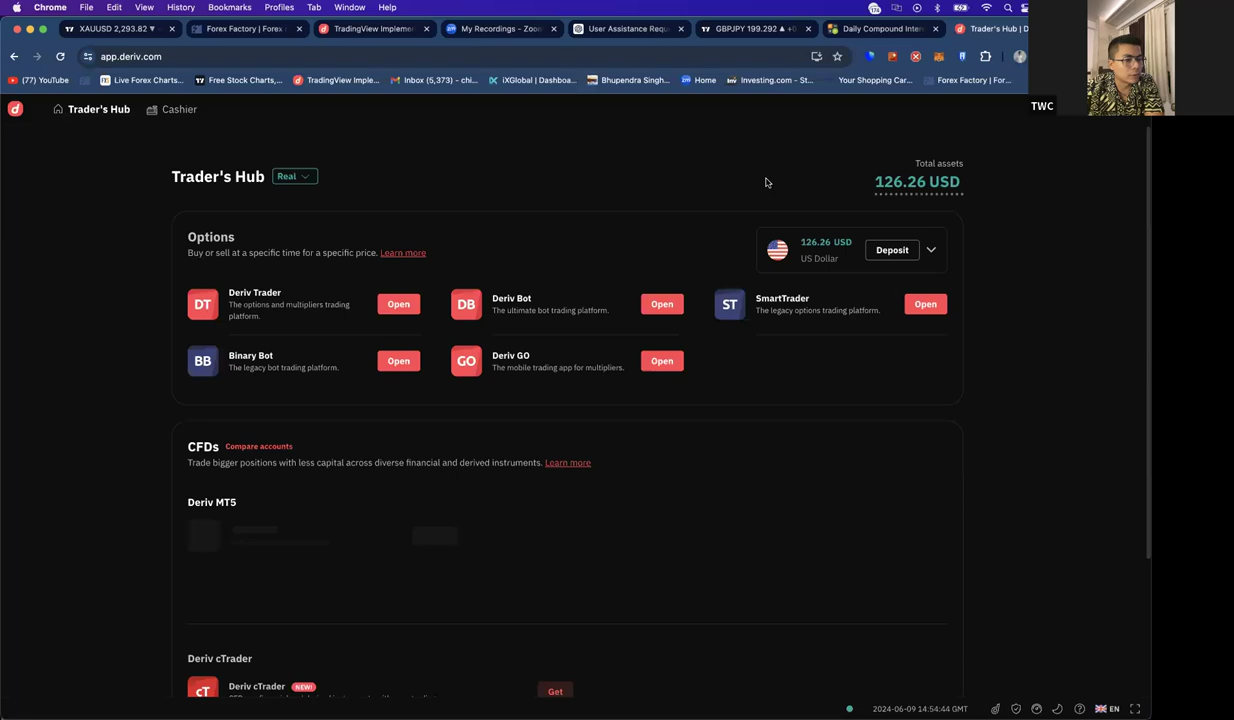 Chrome File Edit View History Bookmarks Profiles Tab Window Help
XAUUSD 2,293.82 Forex Factory | Forex TradingView Implemen My Recordings - Zoom User Assistance Requ GBPJPY 199.292 ▲ +0 Daily Compound Inter Trader's Hub | D
app.deriv.com
(77) YouTube Live Forex Charts... Free Stock Charts,... TradingView Imple... Inbox (5,373) - chi... iXGlobal | Dashboa... Bhupendra Singh... Home Investing.com - St... Your Shopping Car... Forex Factory | For...
TWC
Trader's Hub Cashier
Trader's Hub Real
Total assets
126.26 USD
Options
Buy or sell at a specific time for a specific price. Learn more
126.26 USD
US Dollar
Deposit
DT Deriv Trader
The options and multipliers trading
platform.
Open
DB Deriv Bot
The ultimate bot trading platform.
Open
ST SmartTrader
The legacy options trading platform.
Open
BB Binary Bot
The legacy bot trading platform.
Open
GO Deriv GO
The mobile trading app for multipliers.
Open
CFDs Compare accounts
Trade bigger positions with less capital across diverse financial and derived instruments. Learn more
Deriv MT5
Deriv cTrader
cT Deriv cTrader NEW!
Get
2024-06-09 14:54:44 GMT
EN